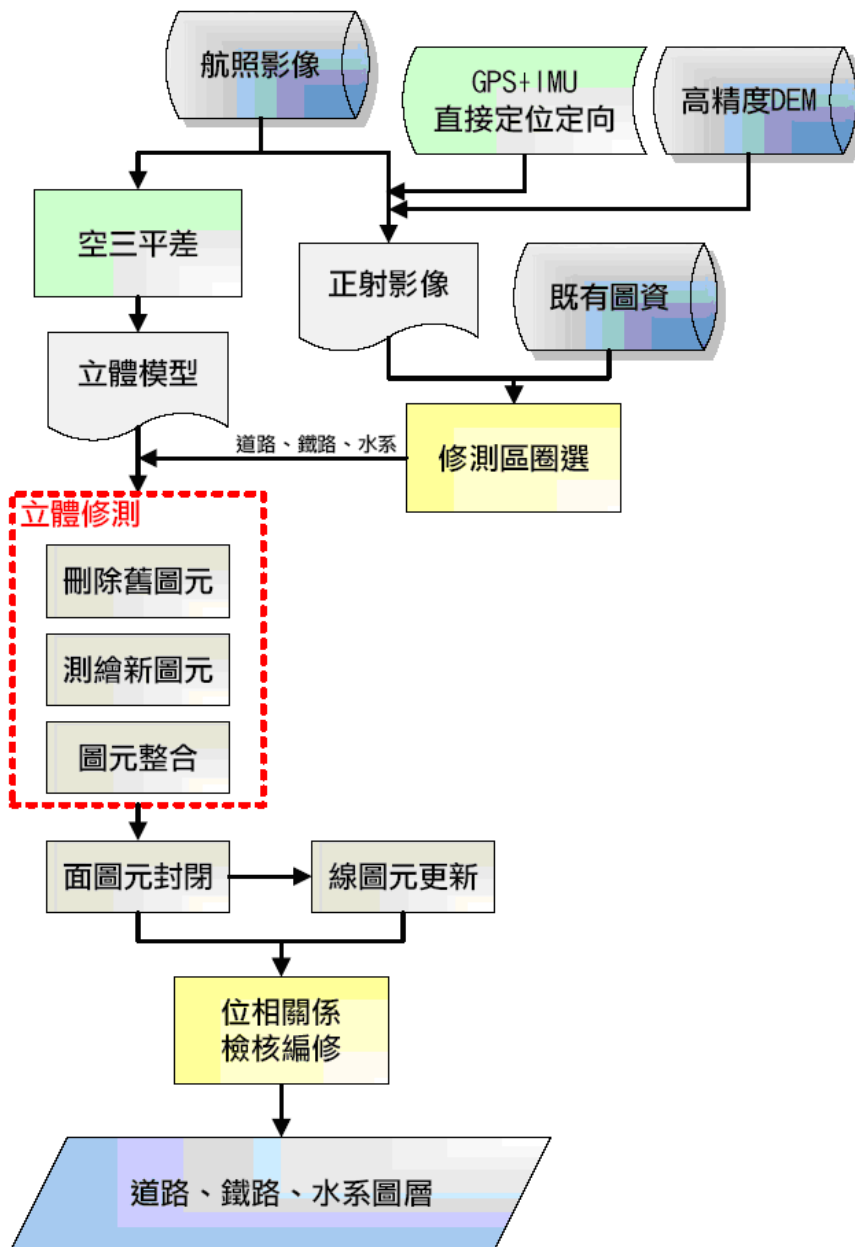 航照影像
GPS+IMU
直接定位定向
高精度DEM
空三平差
正射影像
既有圖資
立體模型
道路、鐵路、水系
修測區圈選
立體修測
刪除舊圖元
測繪新圖元
圖元整合
面圖元封閉
線圖元更新
位相關係
檢核編修
道路、鐵路、水系圖層